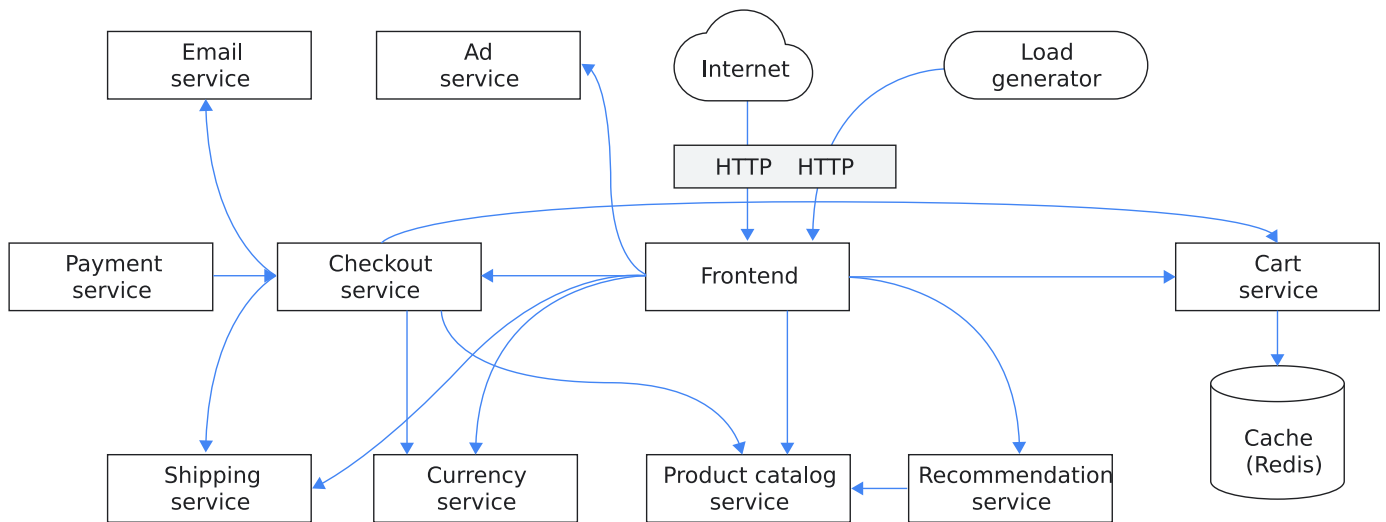 Email
service
Ad
service
Internet
Load
generator
HTTP HTTP
Payment
service
Checkout
service
Frontend
Cart
service
Shipping
service
Currency
service
Product catalog
service
Recommendation
service
Cache
(Redis)